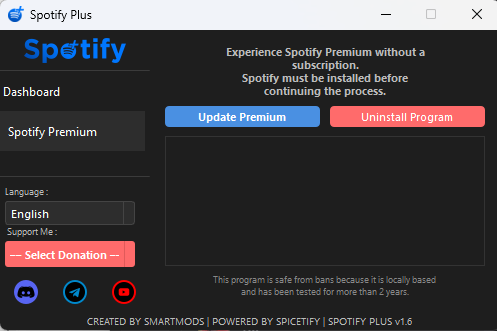 Spotify Plus
Spotify
Dashboard
Spotify Premium
Language :
English
Support Me :
--- Select Donation ---
Experience Spotify Premium without a
subscription.
Spotify must be installed before
continuing the process.
Update Premium
Uninstall Program
This program is safe from bans because it is locally based
and has been tested for more than 2 years.
CREATED BY SMARTMODS | POWERED BY SPICETIFY | SPOTIFY PLUS v1.6